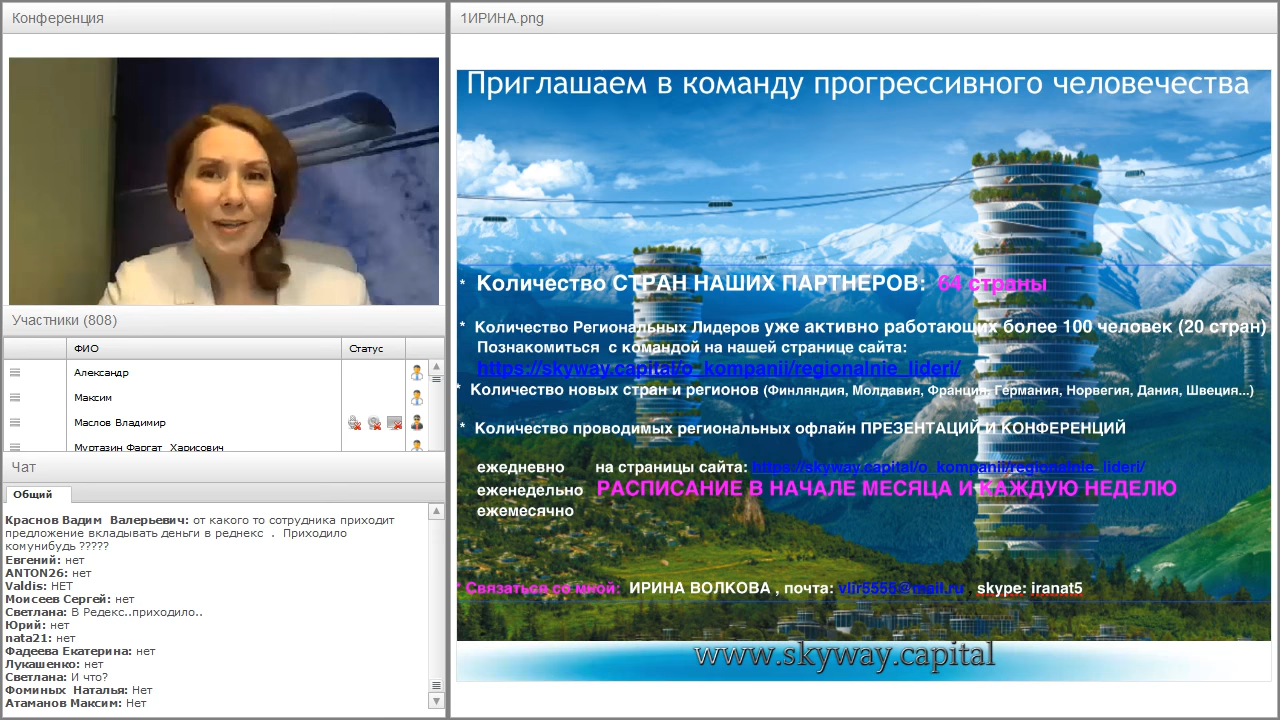 Конференция
Участники (808)
ФИО
Статус
Александр
Максим
Маслов Владимир
Муртазин Фаргат Харисович
Чат
Общий
Краснов Вадим Валерьевич: от какого то сотрудника приходит
предложение вкладывать деньги в реднекс . Приходило
комунибудь ?????
Евгений: нет
ANTON26: нет
Valdis: НЕТ
Моисеев Сергей: нет
Светлана: В Редекс..приходило..
Юрий: нет
nata21: нет
Фадеева Екатерина: нет
Лукашенко: нет
Светлана: И что?
Фоминых Наталья: Нет
Атаманов Максим: Нет
1ИРИНА.png
Приглашаем в команду прогрессивного человечества
* Количество СТРАН НАШИХ ПАРТНЕРОВ: 64 страны
* Количество Региональных Лидеров уже активно работающих более 100 человек (20 стран)
Познакомиться с командой на нашей странице сайта:
https://skyway.capital/o_kompanii/regionalnie_lideri/
* Количество новых стран и регионов (Финляндия, Молдавия, Франция, Германия, Норвегия, Дания, Швеция...)
* Количество проводимых региональных офлайн ПРЕЗЕНТАЦИЙ И КОНФЕРЕНЦИЙ
ежедневно на страницы сайта: https://skyway.capital/o_kompanii/regionalnie_lideri/
еженедельно РАСПИСАНИЕ В НАЧАЛЕ МЕСЯЦА И КАЖДУЮ НЕДЕЛЮ
ежемесячно
* Связаться со мной: ИРИНА ВОЛКОВА , почта: vlir5555@mail.ru skype: iranat5
www.skyway.capital